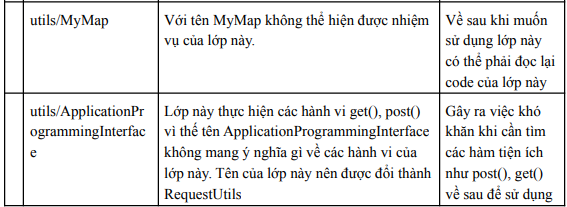 utils/MyMap
Với tên MyMap không thể hiện được nhiệm
vụ của lớp này.
Về sau khi muốn
sử dụng lớp này
có thể phải đọc lại
code của lớp này
utils/ApplicationPr
ogrammingInterfac
e
Lớp này thực hiện các hành vi get(), post()
vì thế tên ApplicationProgrammingInterface
không mang ý nghĩa gì về các hành vi của
lớp này. Tên của lớp này nên được đổi thành
RequestUtils
Gây ra việc khó
khăn khi cần tìm
các hàm tiện ích
như post(), get()
về sau để sử dụng